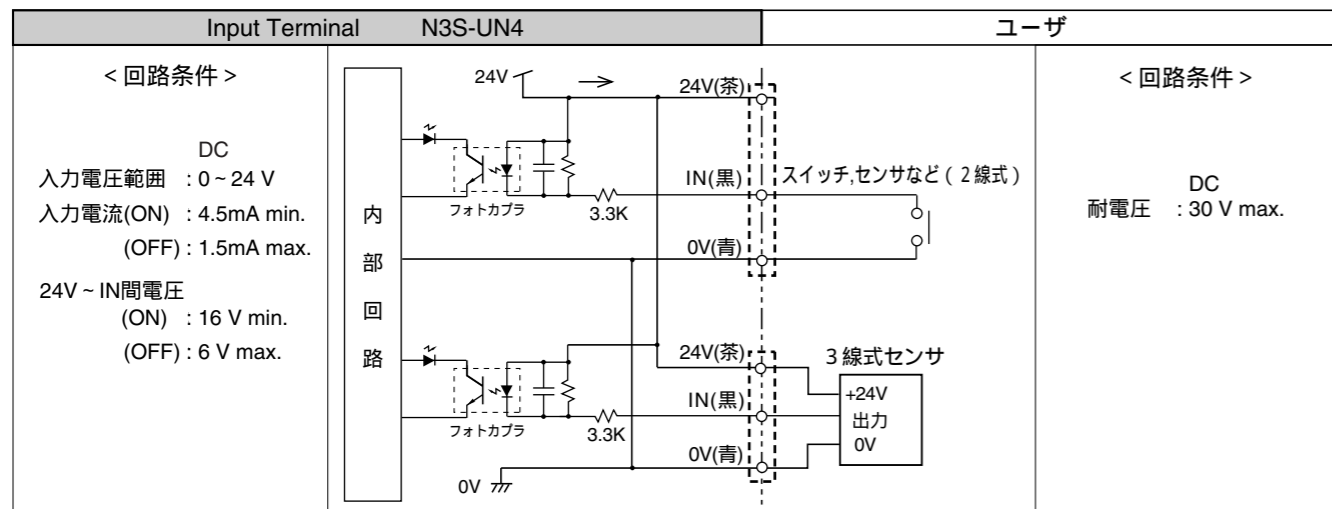 Input Terminal N3S-UN4
ユーザ
< 回路条件 >
DC
入力電圧範囲 : 0 ~ 24 V
入力電流(ON) : 4.5mA min.
(OFF) : 1.5mA max.
24V ~ IN間電圧
(ON) : 16 V min.
(OFF) : 6 V max.
内部回路
24V
24V(茶)
フォトカプラ
3.3K
IN(黒)
0V(青)
スイッチ,センサなど ( 2 線式 )
24V(茶)
フォトカプラ
3.3K
IN(黒)
0V(青)
0V
3 線式センサ
+24V
出力
0V
< 回路条件 >
DC
耐電圧 : 30 V max.